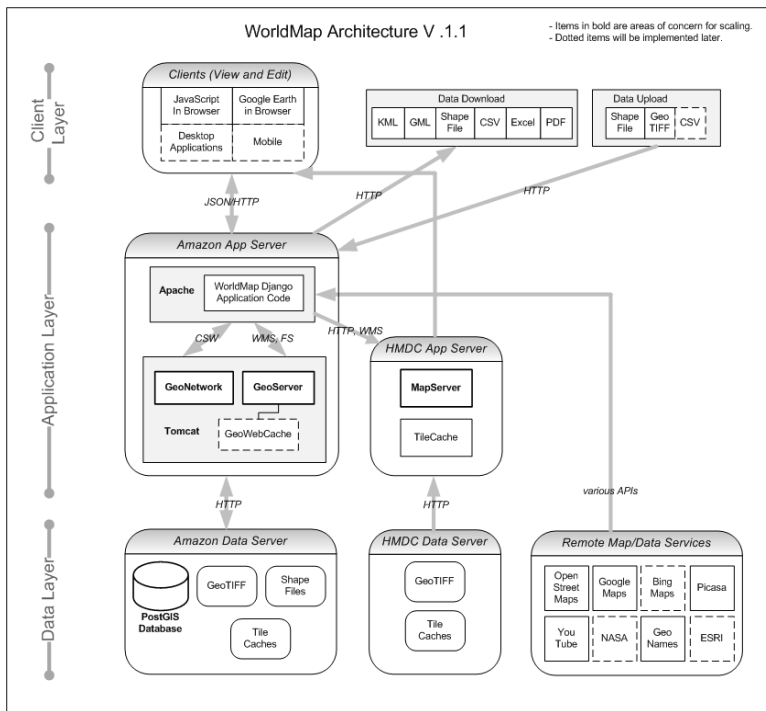 WorldMap Architecture V .1.1
- Items in bold are areas of concern for scaling.
- Dotted items will be implemented later.
Client
Layer
Clients (View and Edit)
JavaScript
In Browser
Google Earth
in Browser
Desktop
Applications
Mobile
Data Download
KML
GML
Shape
File
CSV
Excel
PDF
Data Upload
Shape
File
Geo
TIFF
CSV
JSON/HTTP
HTTP
HTTP
Application Layer
Amazon App Server
Apache
WorldMap Django
Application Code
CSW
WMS, FS
HTTP, WMS
GeoNetwork
GeoServer
Tomcat
GeoWebCache
HMDC App Server
MapServer
TileCache
HTTP
HTTP
various APIs
Data Layer
Amazon Data Server
PostGIS
Database
GeoTIFF
Shape
Files
Tile
Caches
HMDC Data Server
GeoTIFF
Tile
Caches
Remote Map/Data Services
Open
Street
Maps
Google
Maps
Bing
Maps
Picasa
You
Tube
NASA
Geo
Names
ESRI